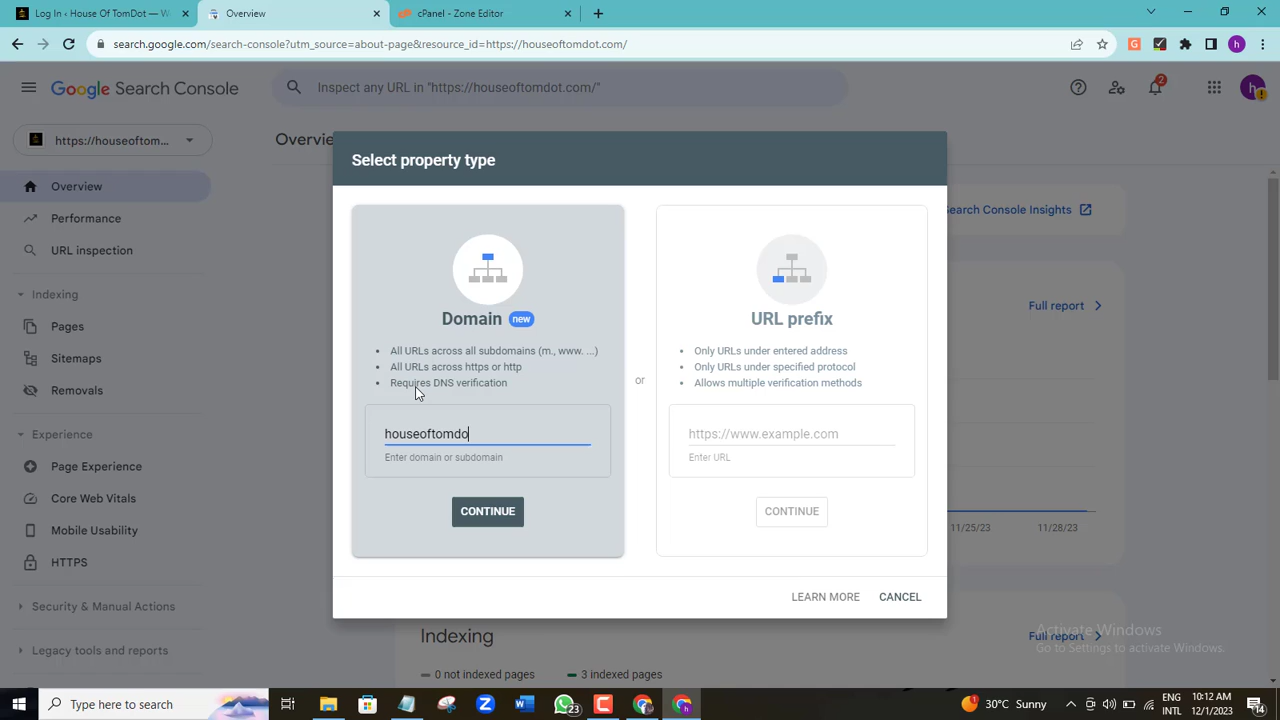 Log In ‹ House Of TomDot — W
Overview
cPanel - Zone Editor
search.google.com/search-console?utm_source=about-page&resource_id=https://houseoftomdot.com/
G
h
Google Search Console
Inspect any URL in "https://houseoftomdot.com/"
2
h
https://houseoftom...
Overvie
Select property type
Overview
Performance
URL inspection
Indexing
Pages
Sitemaps
Removals
Experience
Page Experience
Core Web Vitals
Mobile Usability
HTTPS
Security & Manual Actions
Legacy tools and reports
Search Console Insights
Full report
Domain new
All URLs across all subdomains (m., www. ...)
All URLs across https or http
Requires DNS verification
houseoftomdo
Enter domain or subdomain
CONTINUE
or
URL prefix
Only URLs under entered address
Only URLs under specified protocol
Allows multiple verification methods
https://www.example.com
Enter URL
CONTINUE
11/25/23
11/28/23
LEARN MORE
CANCEL
Indexing
Full report
0 not indexed pages
3 indexed pages
Activate Windows
Go to Settings to activate Windows.
Type here to search
23
30°C Sunny
ENG
INTL
10:12 AM
12/1/2023
14